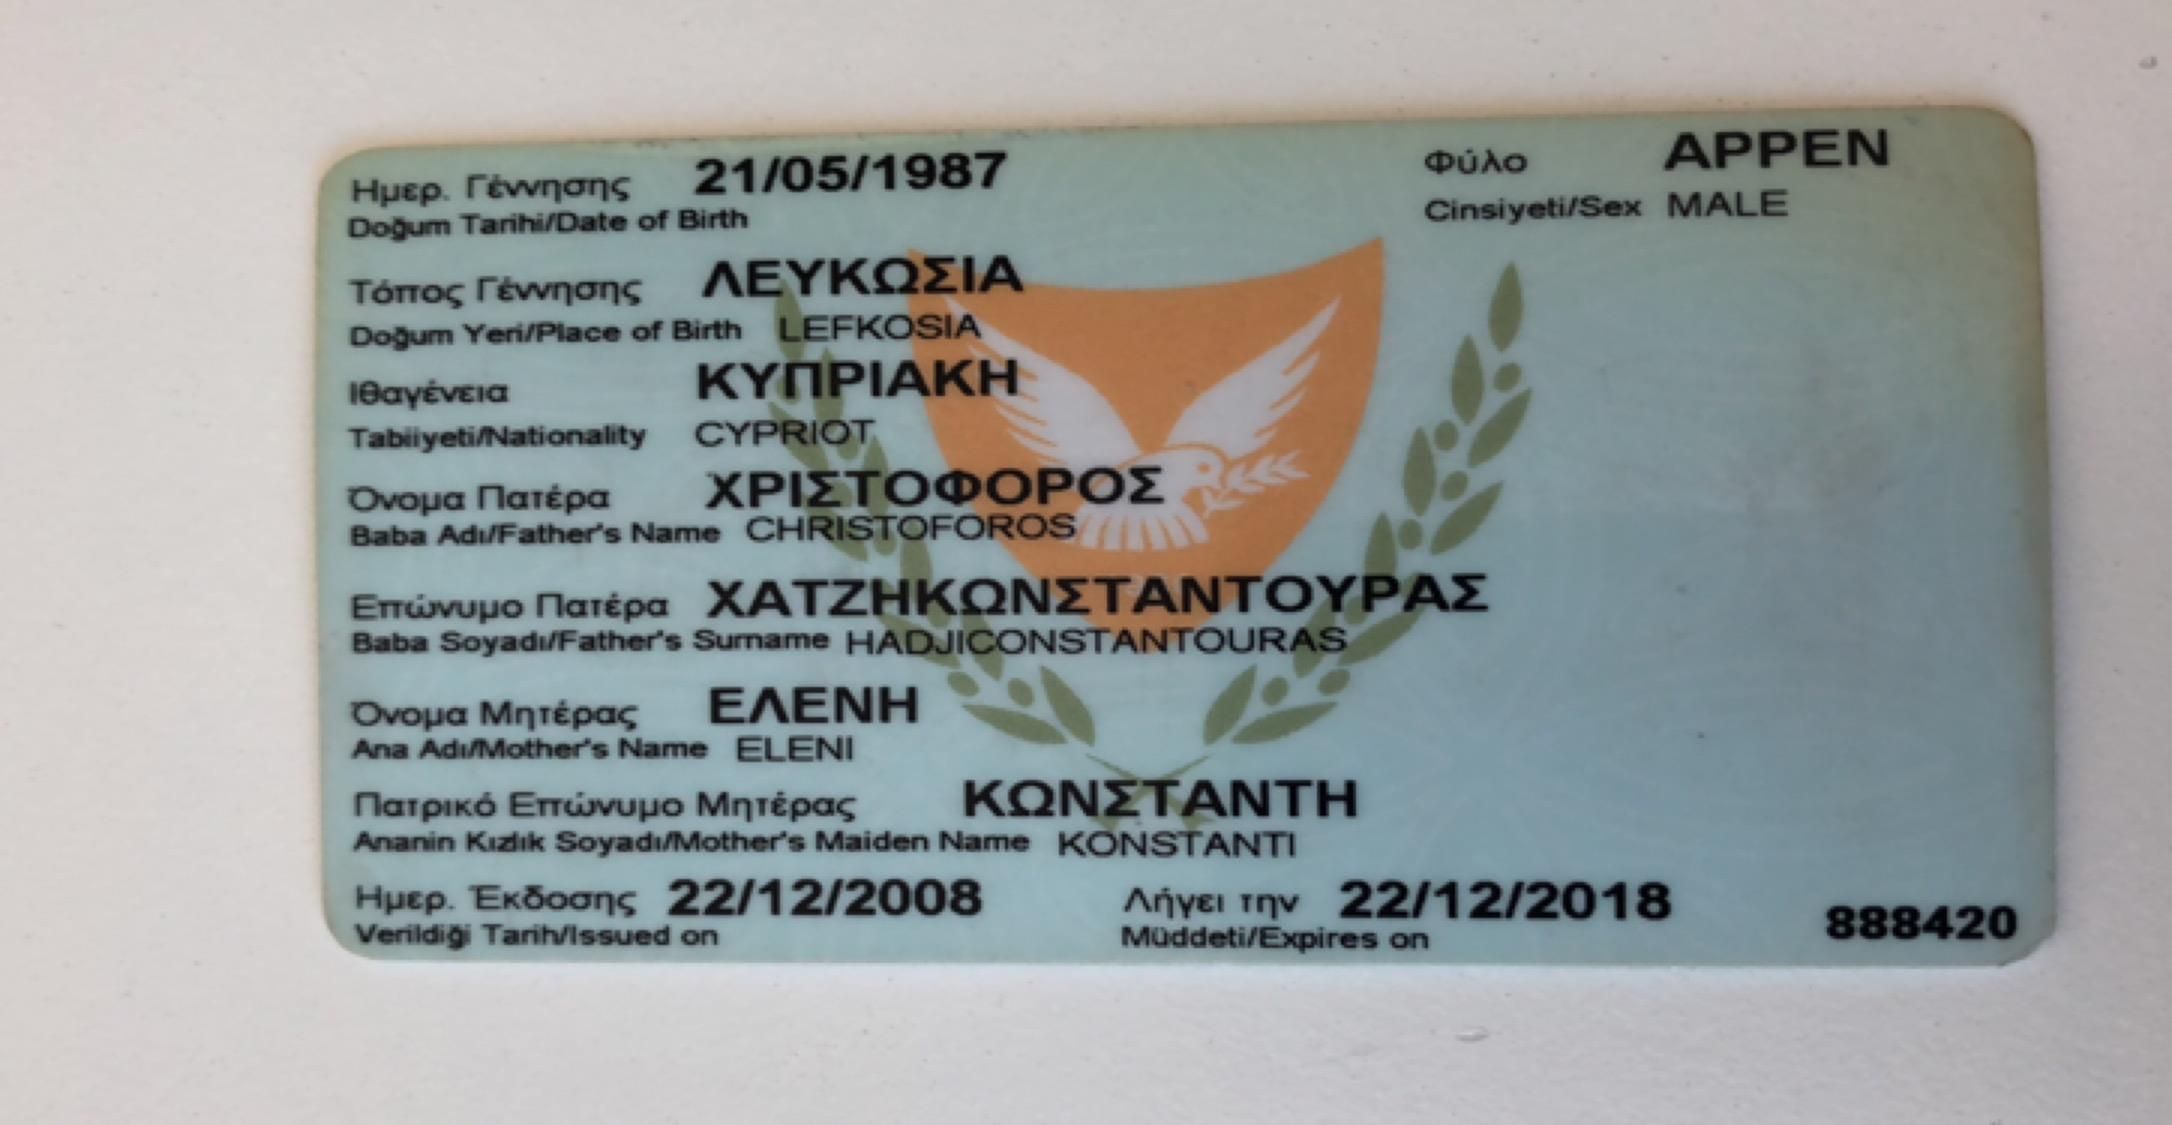 Ημερ. Γέννησης 21/05/1987 Φύλο ΑΡΡΕΝ
Doğum Tarihi/Date of Birth Cinsiyeti/Sex MALE
Τόπος Γέννησης ΛΕΥΚΩΣΙΑ
Doğum Yeri/Place of Birth LEFKOSIA
Ιθαγένεια ΚΥΠΡΙΑΚΗ
Tabiiyeti/Nationality CYPRIOT
Όνομα Πατέρα ΧΡΙΣΤΟΦΟΡΟΣ
Baba Adı/Father's Name CHRISTOFOROS
Επώνυμο Πατέρα ΧΑΤΖΗΚΩΝΣΤΑΝΤΟΥΡΑΣ
Baba Soyadı/Father's Surname HADJICONSTANTOURAS
Όνομα Μητέρας ΕΛΕΝΗ
Ana Adı/Mother's Name ELENI
Πατρικό Επώνυμο Μητέρας ΚΩΝΣΤΑΝΤΗ
Ananin Kızlık Soyadı/Mother's Maiden Name KONSTANTI
Ημερ. Έκδοσης 22/12/2008 Λήγει την 22/12/2018 888420
Verildiği Tarih/Issued on Müddeti/Expires on